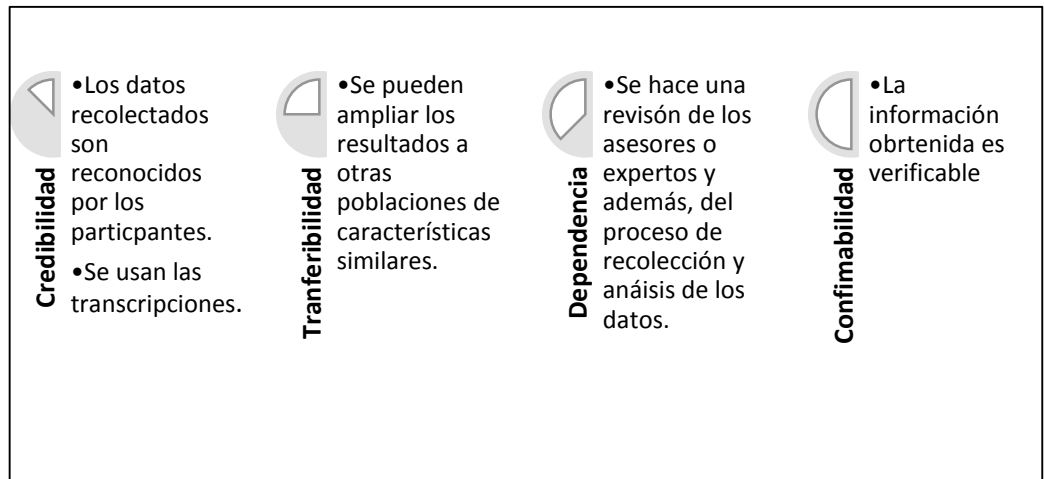 Credibilidad
•Los datos
recolectados
son
reconocidos
por los
particpantes.
•Se usan las
transcripciones.
Tranferibilidad
•Se pueden
ampliar los
resultados a
otras
poblaciones de
características
similares.
Dependencia
•Se hace una
revisón de los
asesores o
expertos y
además, del
proceso de
recolección y
anáisis de los
datos.
Confimabilidad
•La
información
obrtenida es
verificable